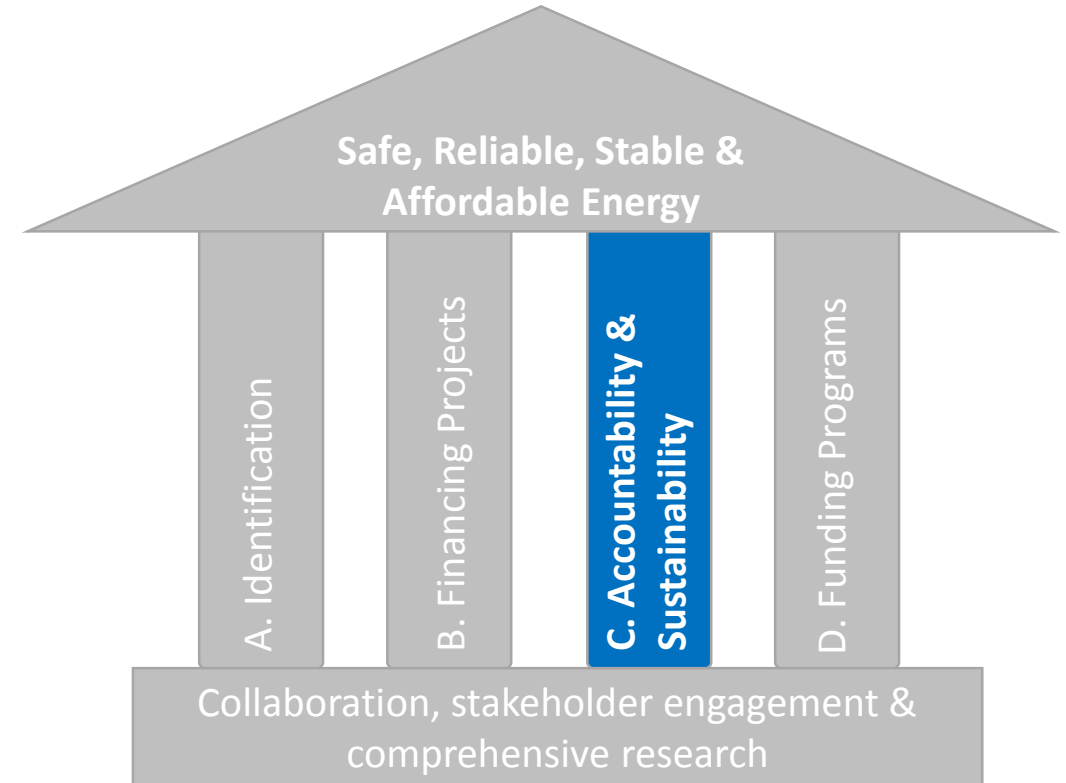 Safe, Reliable, Stable &
Affordable Energy
A. Identification
B. Financing Projects
C. Accountability &
Sustainability
D. Funding Programs
Collaboration, stakeholder engagement &
comprehensive research